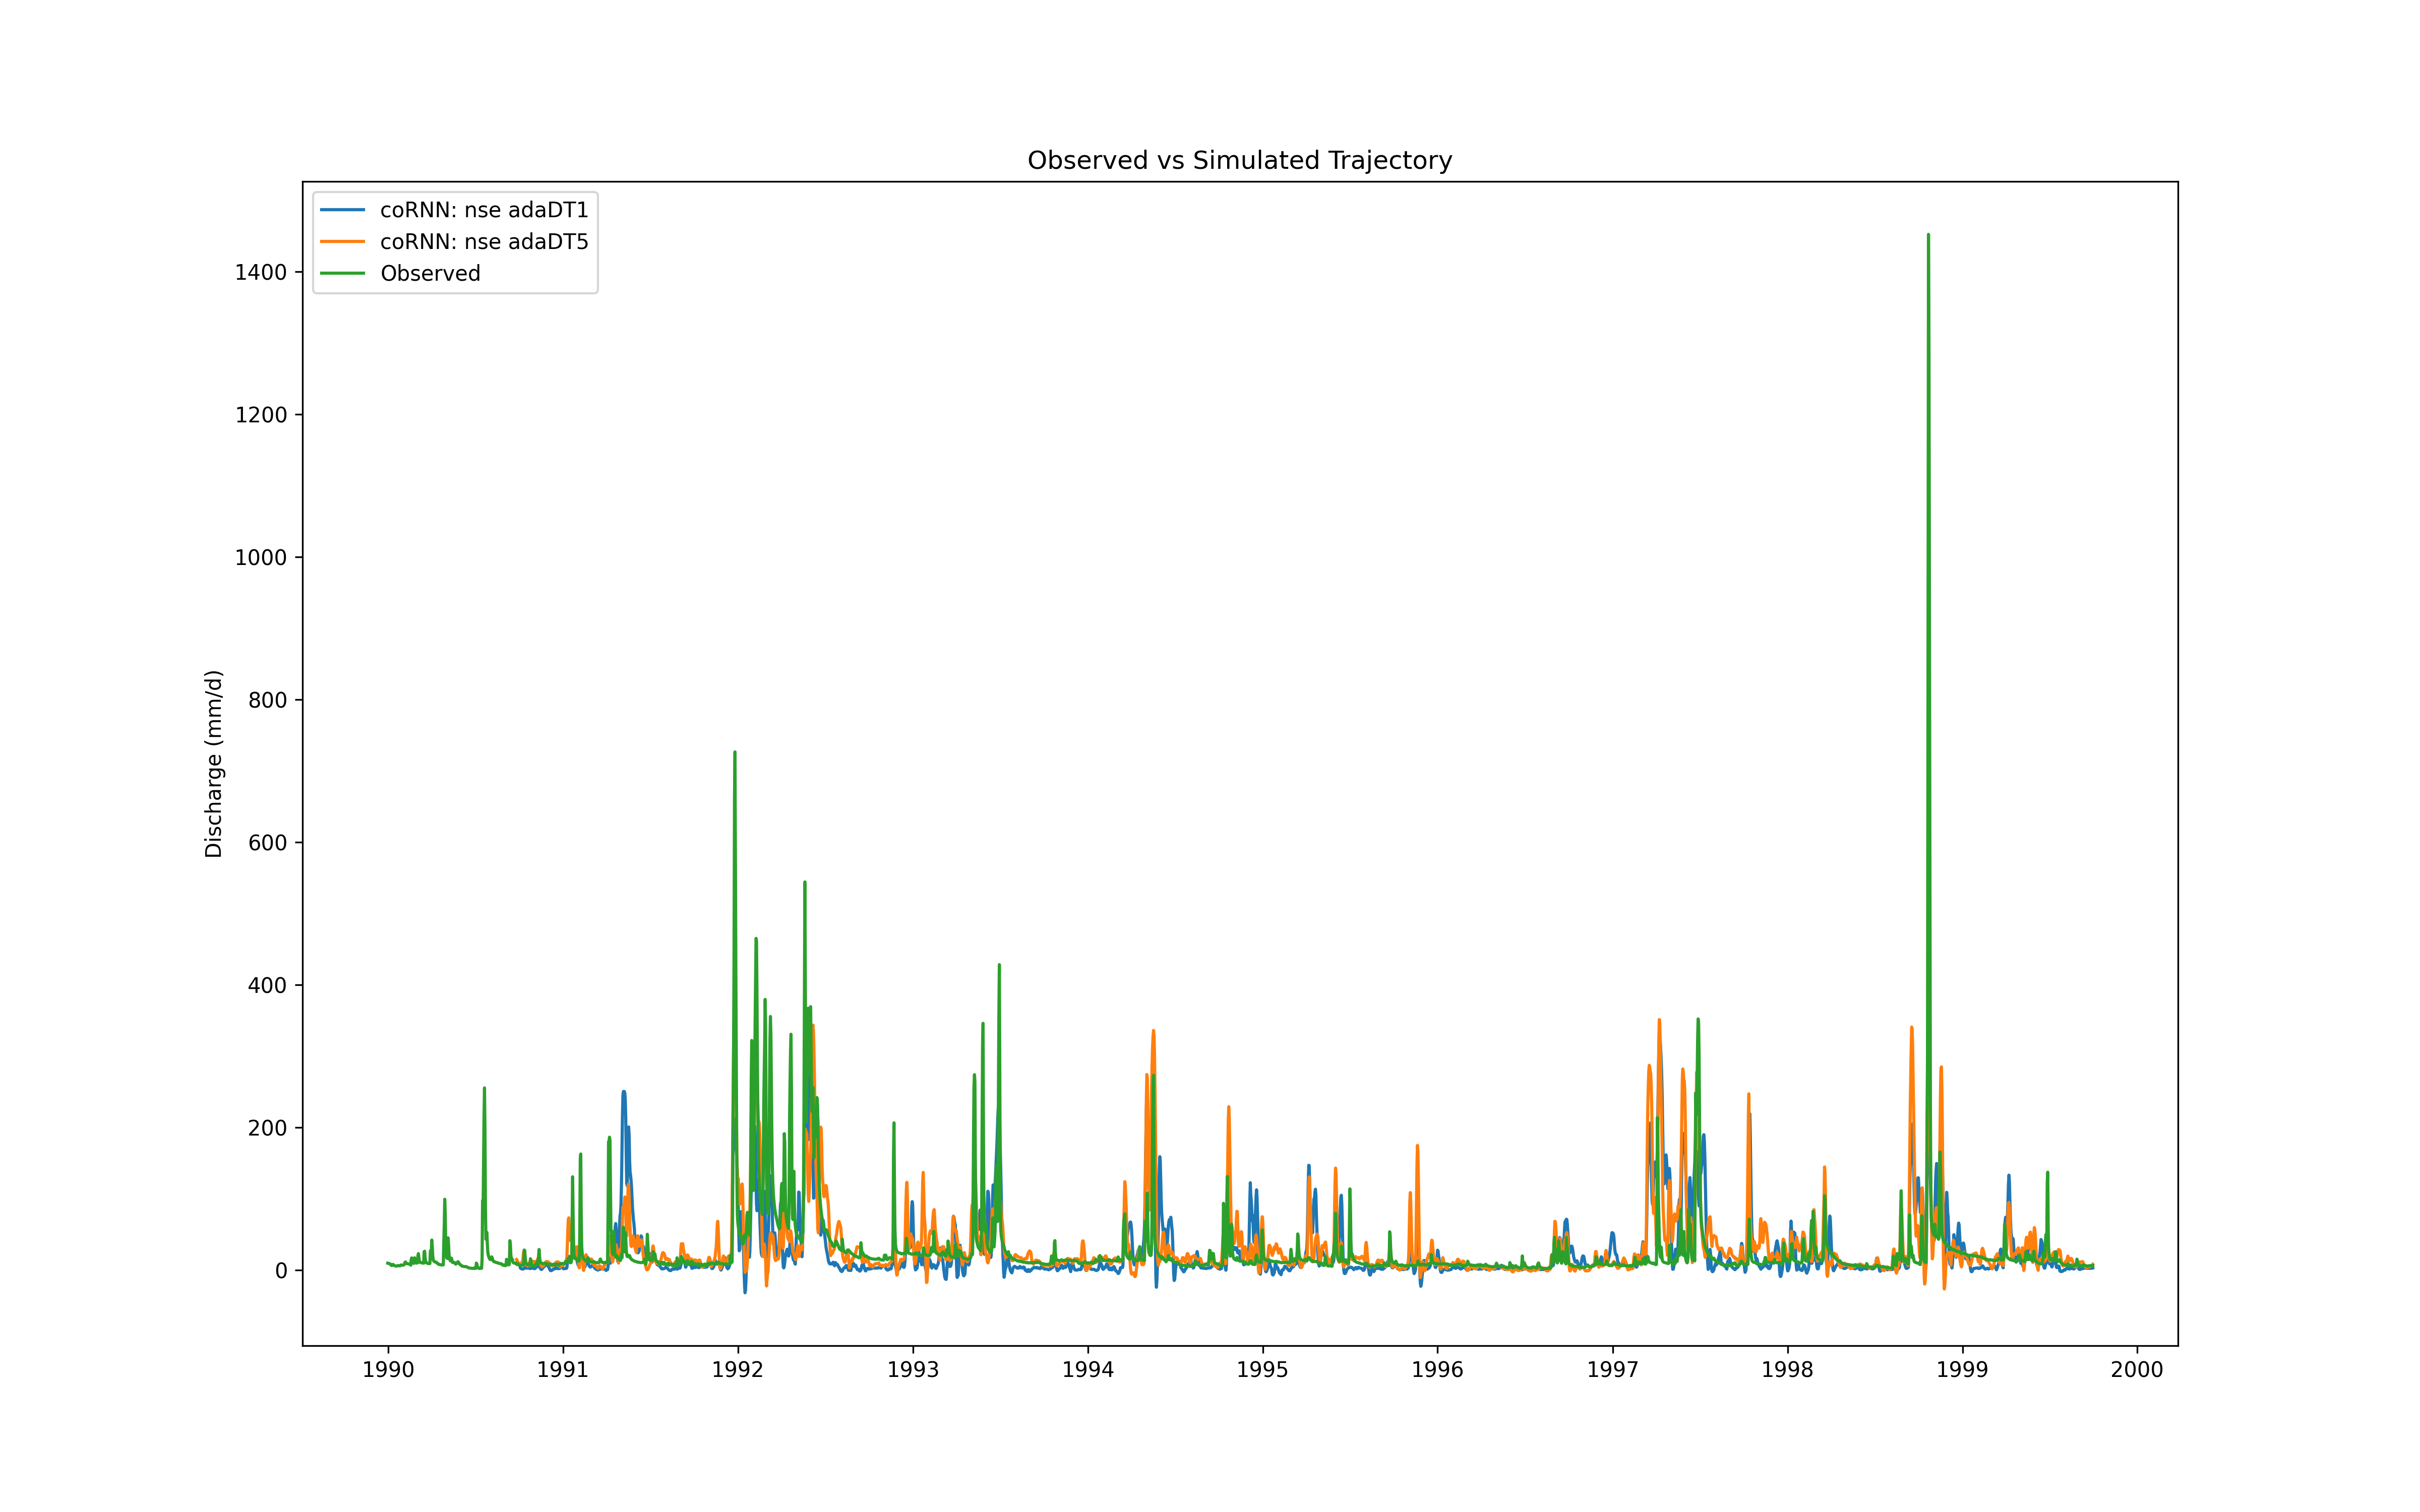 Observed vs Simulated Trajectory
coRNN: nse adaDT1
coRNN: nse adaDT5
Observed
1400
1200
1000
800
600
400
200
0
Discharge (mm/d)
1990 1991 1992 1993 1994 1995 1996 1997 1998 1999 2000